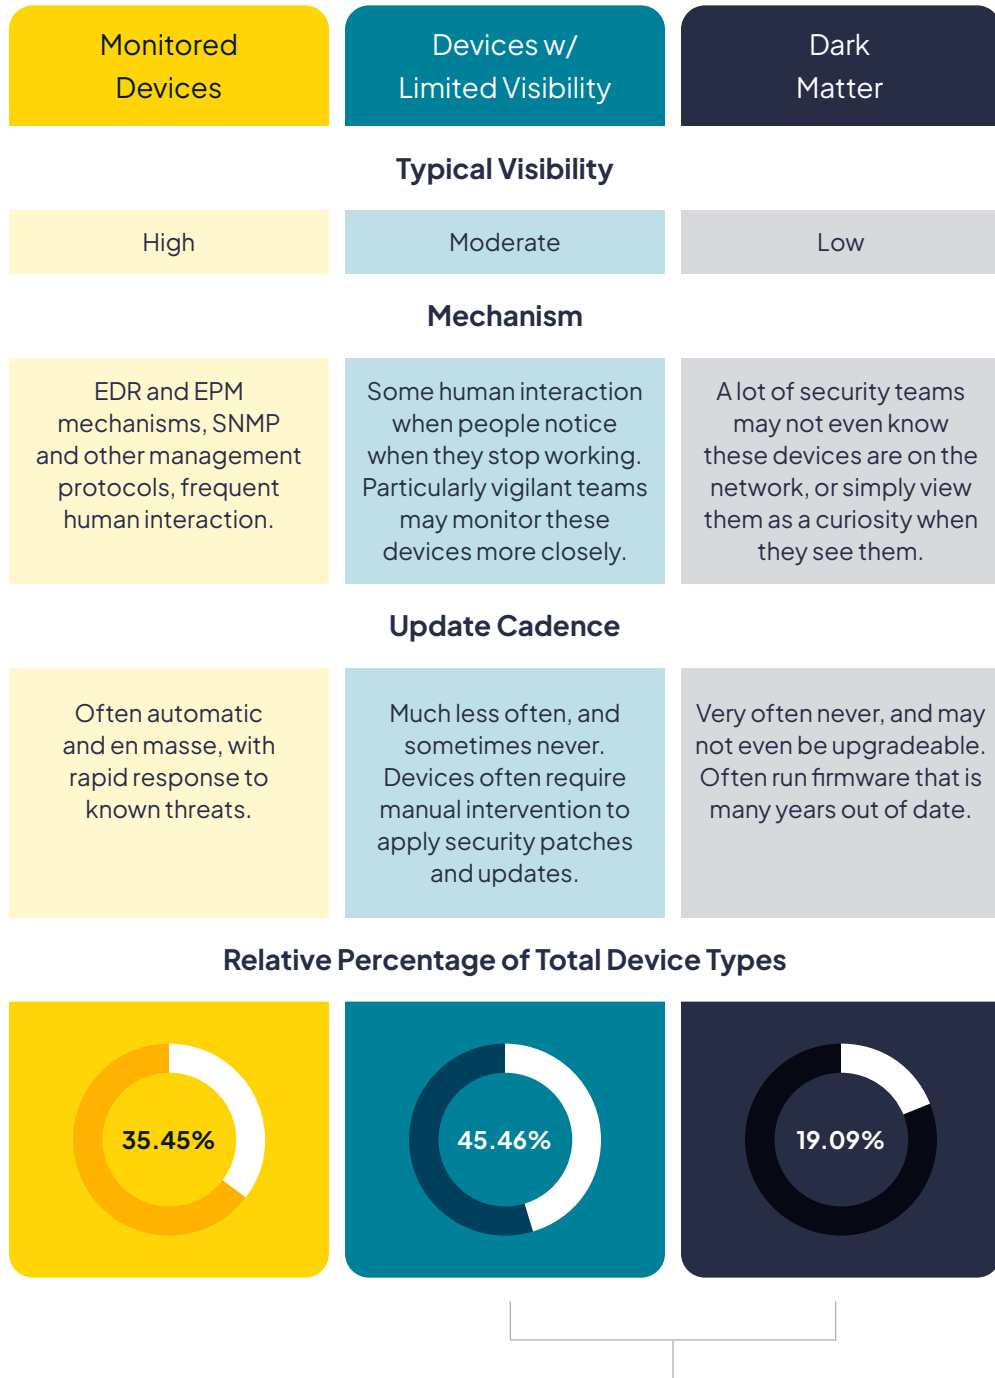 Monitored
Devices
Devices w/
Limited Visibility
Dark
Matter
Typical Visibility
High
Moderate
Low
Mechanism
EDR and EPM
mechanisms, SNMP
and other management
protocols, frequent
human interaction.
Some human interaction
when people notice
when they stop working.
Particularly vigilant teams
may monitor these
devices more closely.
A lot of security teams
may not even know
these devices are on the
network, or simply view
them as a curiosity when
they see them.
Update Cadence
Often automatic
and en masse, with
rapid response to
known threats.
Much less often, and
sometimes never.
Devices often require
manual intervention to
apply security patches
and updates.
Very often never, and may
not even be upgradeable.
Often run firmware that is
many years out of date.
Relative Percentage of Total Device Types
35.45%
45.46%
19.09%